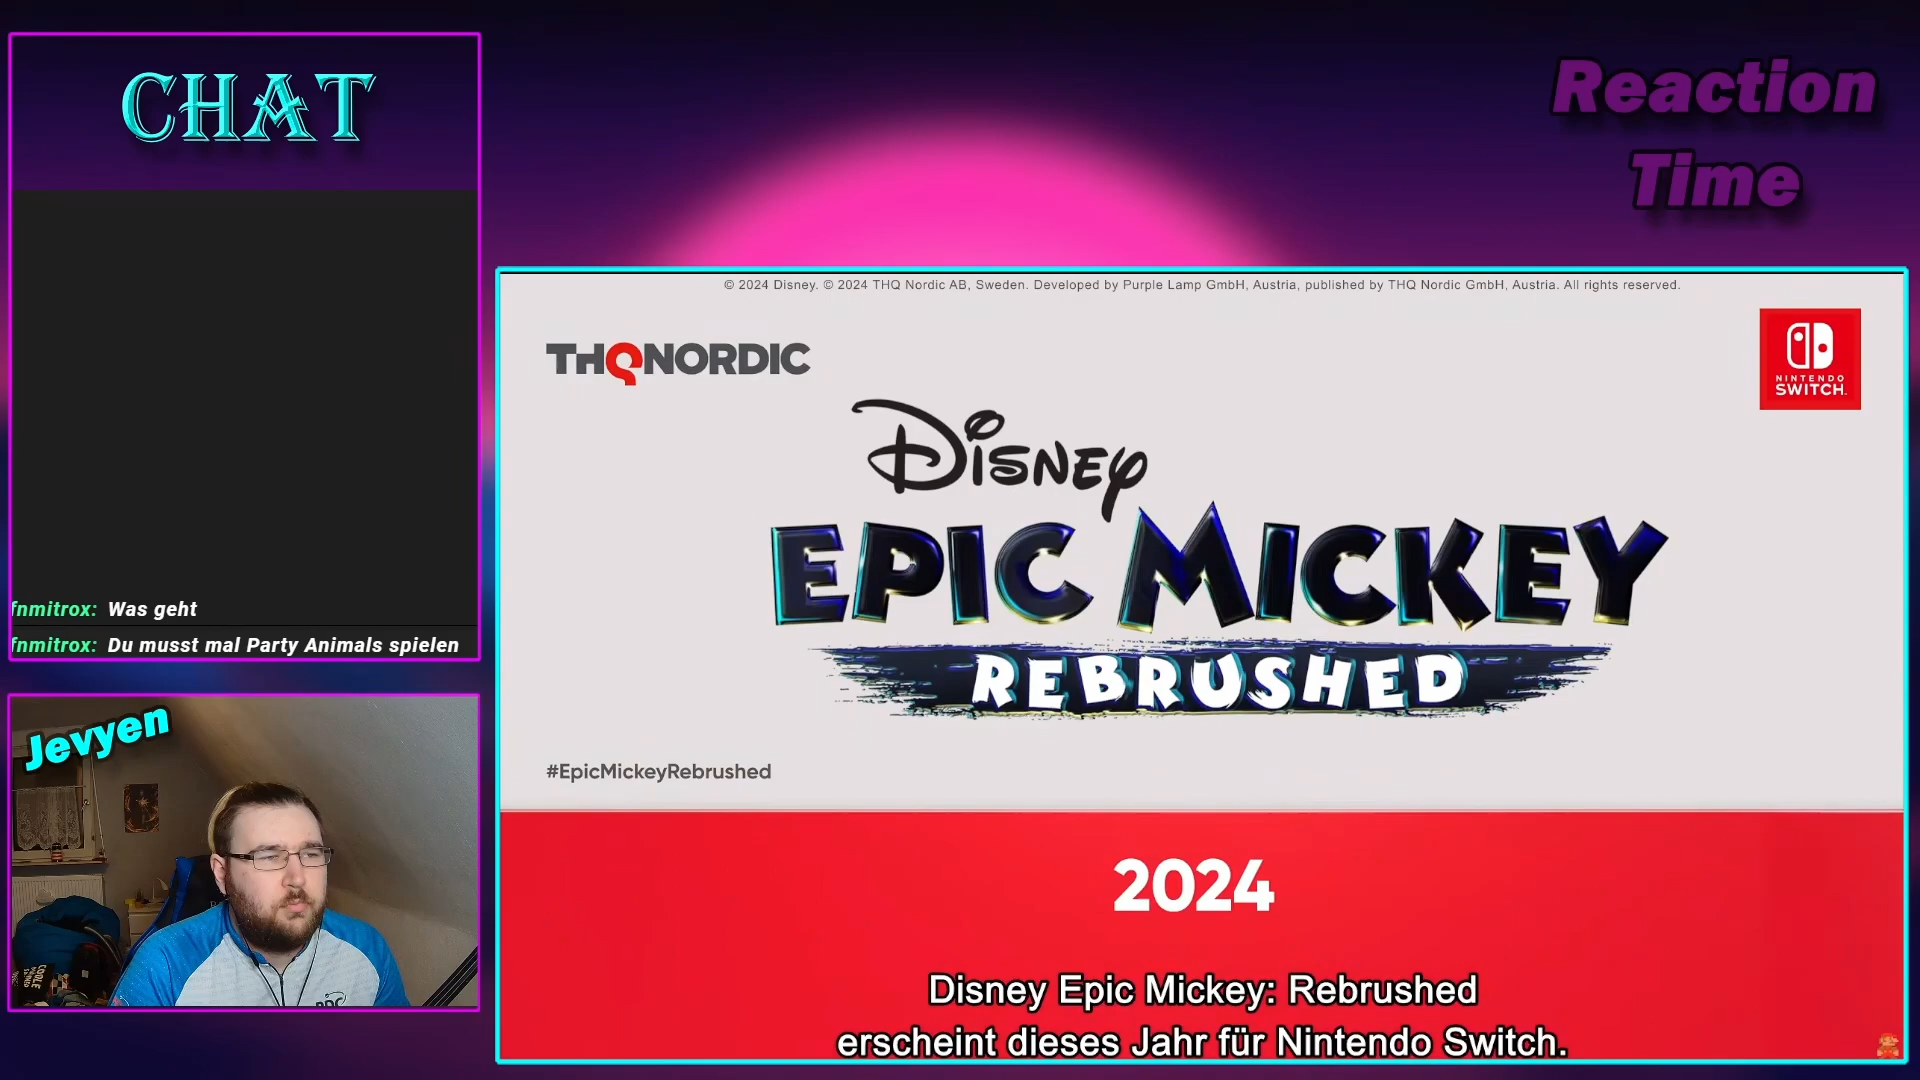 CHAT
Reaction
Time
© 2024 Disney. © 2024 THQ Nordic AB, Sweden. Developed by Purple Lamp GmbH, Austria, published by THQ Nordic GmbH, Austria. All rights reserved.
THQNORDIC
NINTENDO
SWITCH.
Disney
EPIC MICKEY
REBRUSHED
#EpicMickeyRebrushed
fnmitrox: Was geht
fnmitrox: Du musst mal Party Animals spielen
Jevyen
2024
Disney Epic Mickey: Rebrushed
erscheint dieses Jahr für Nintendo Switch.